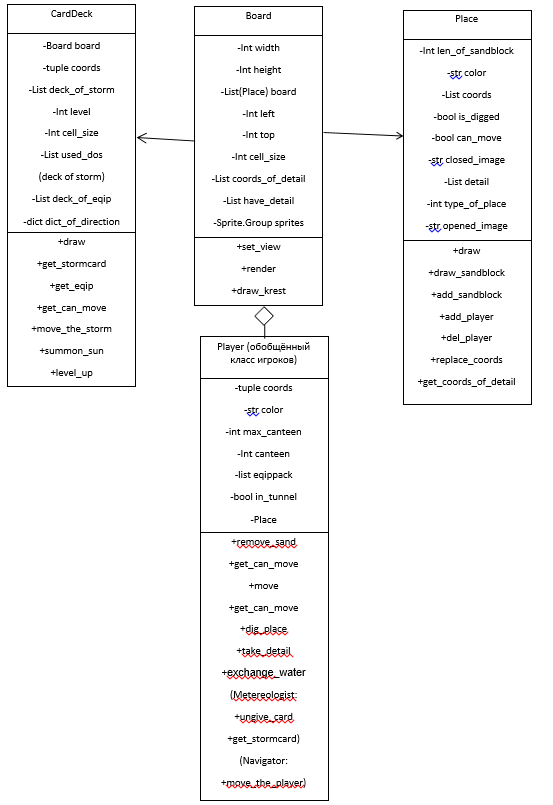 CardDeck
-Board board
-tuple coords
-List deck_of_storm
-Int level
-Int cell_size
-List used_dos
(deck of storm)
-List deck_of_eqip
-dict dict_of_direction
+draw
+get_stormcard
+get_eqip
+get_can_move
+move_the_storm
+summon_sun
+level_up
Board
-Int width
-Int height
-List(Place) board
-Int left
-Int top
-Int cell_size
-List coords_of_detail
-List have_detail
-Sprite.Group sprites
+set_view
+render
+draw_krest
Place
-Int len_of_sandblock
-str color
-List coords
-bool is_digged
-bool can_move
-str closed_image
-List detail
-int type_of_place
-str opened_image
+draw
+draw_sandblock
+add_sandblock
+add_player
+del_player
+replace_coords
+get_coords_of_detail
Player (обобщённый
класс игроков)
-tuple coords
-str color
-int max_canteen
-Int canteen
-list eqippack
-bool in_tunnel
-Place
+remove_sand
+get_can_move
+move
+get_can_move
+dig_place
+take_detail
+exchange_water
(Metereologist:
+ungive_card
+get_stormcard)
(Navigator:
+move_the_player)